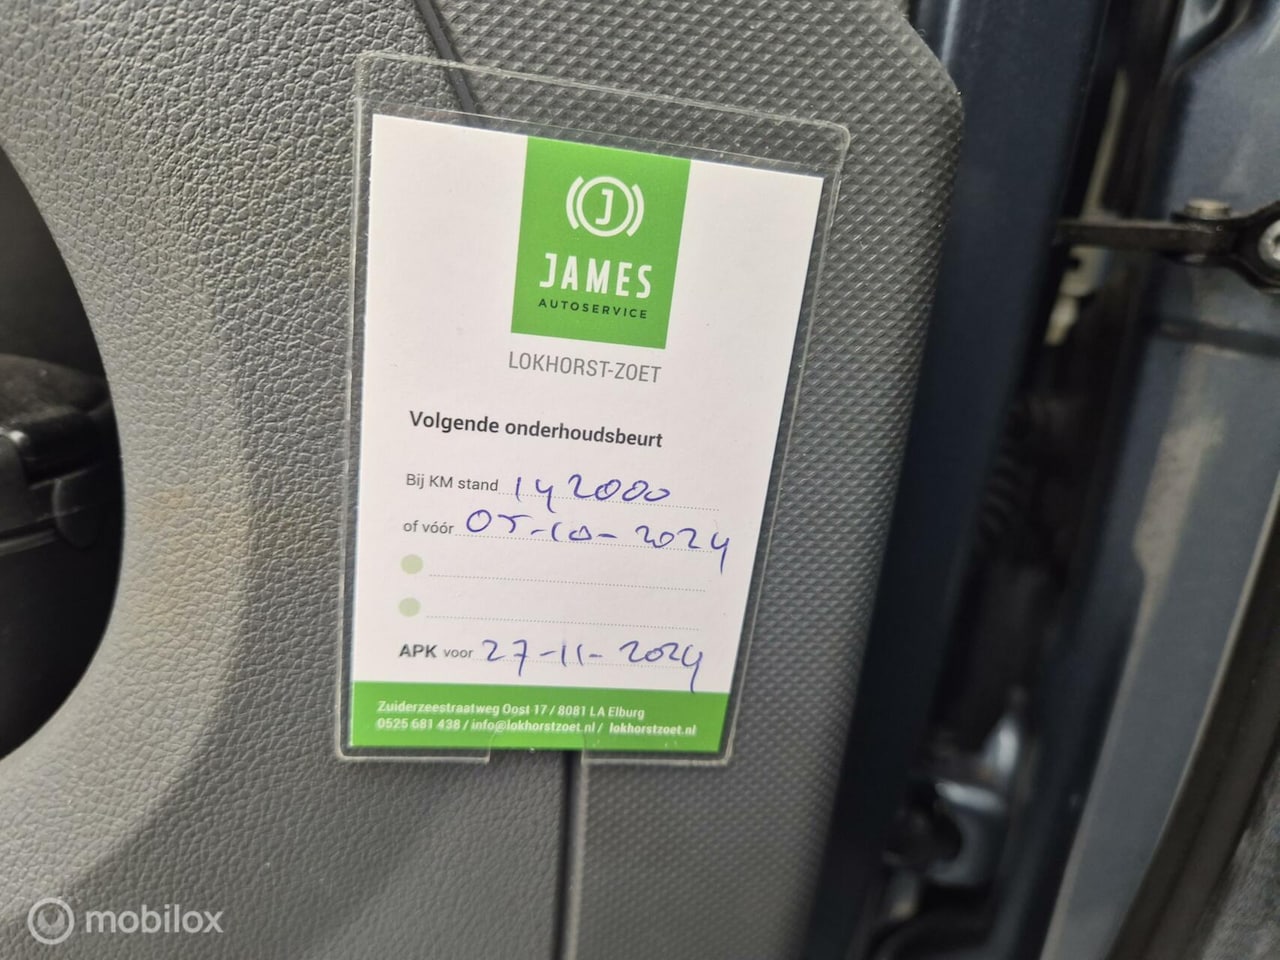 J
JAMES
AUTOSERVICE
LOKHORST-ZOET
Volgende onderhoudsbeurt
Bij KM stand 142000
of vóór 05-10-2024
APK voor 27-11-2024
Zuiderzeestraatweg Oost 17 / 8081 LA Elburg
0525 681 438 / info@lokhorstzoet.nl / lokhorstzoet.nl
mobilox